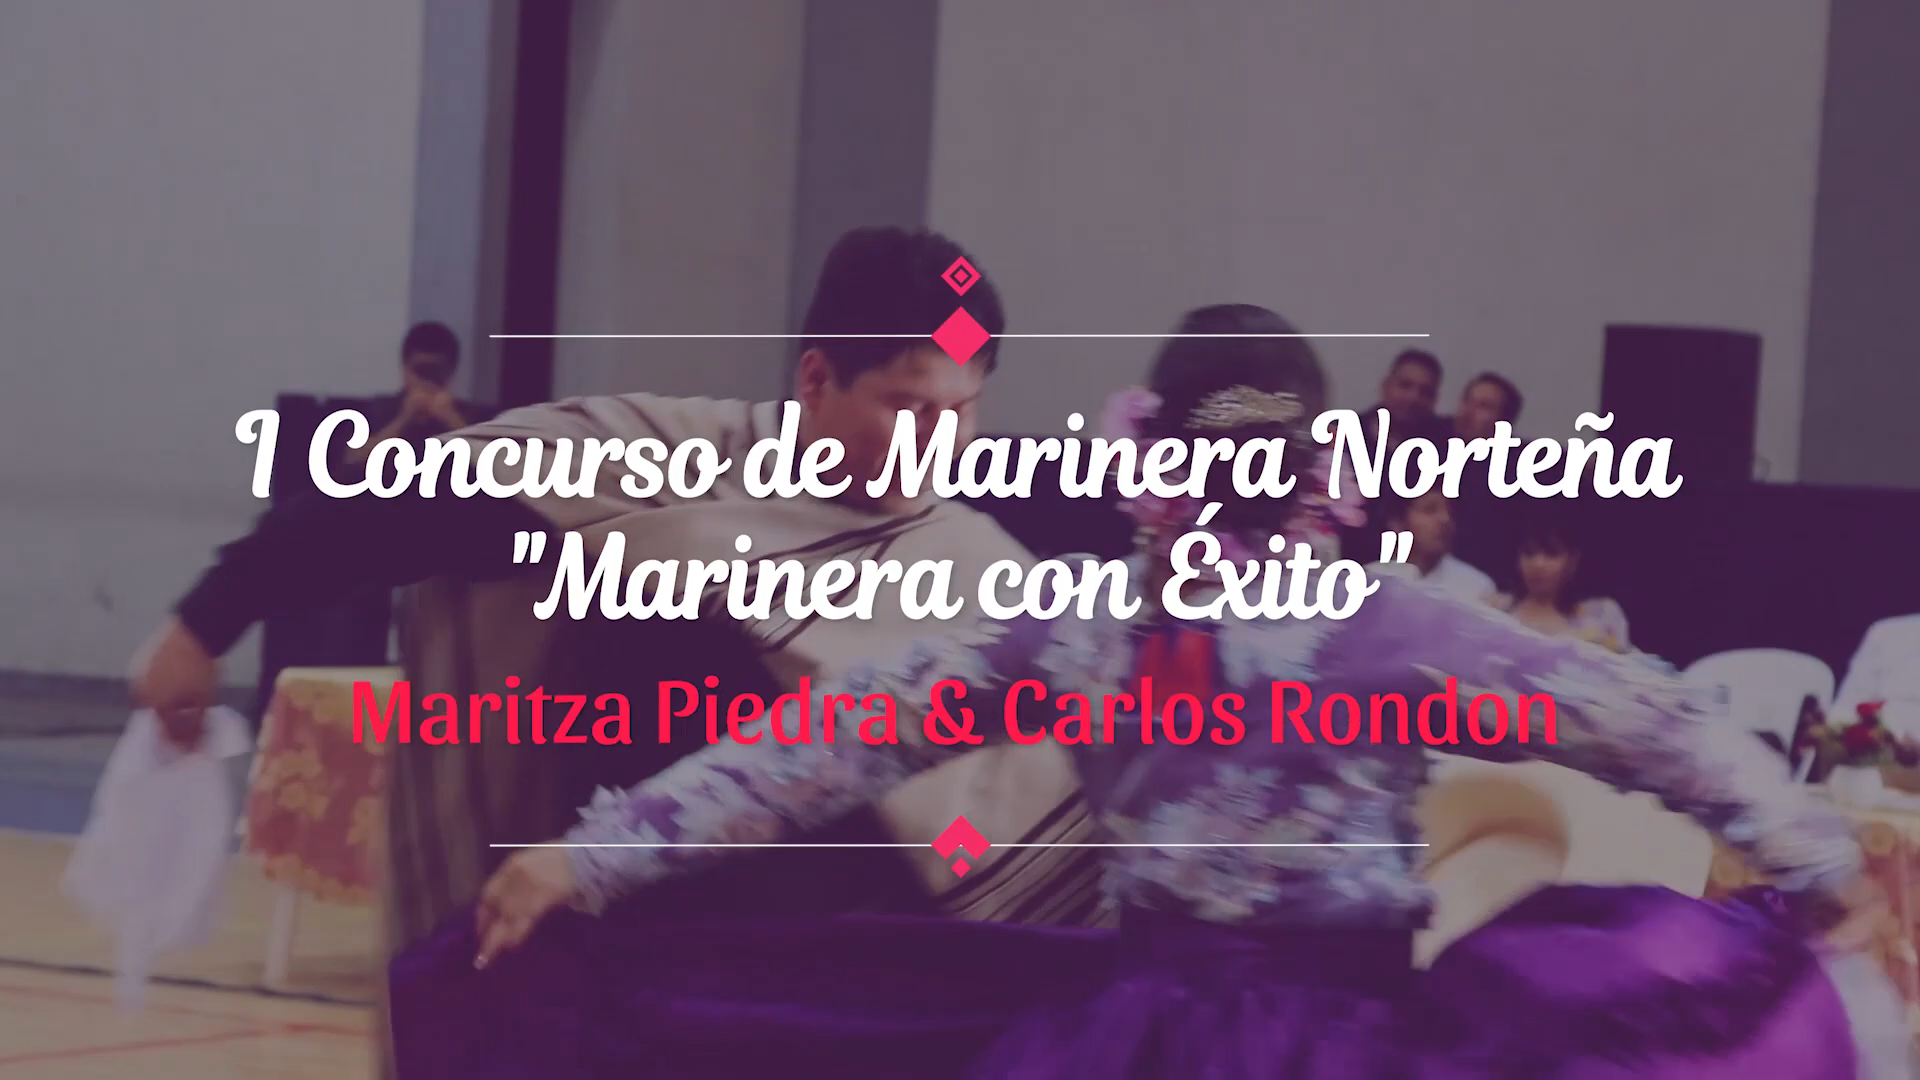 I Concurso de Marinera Norteña
"Marinera con Éxito"
Maritza Piedra & Carlos Rondon